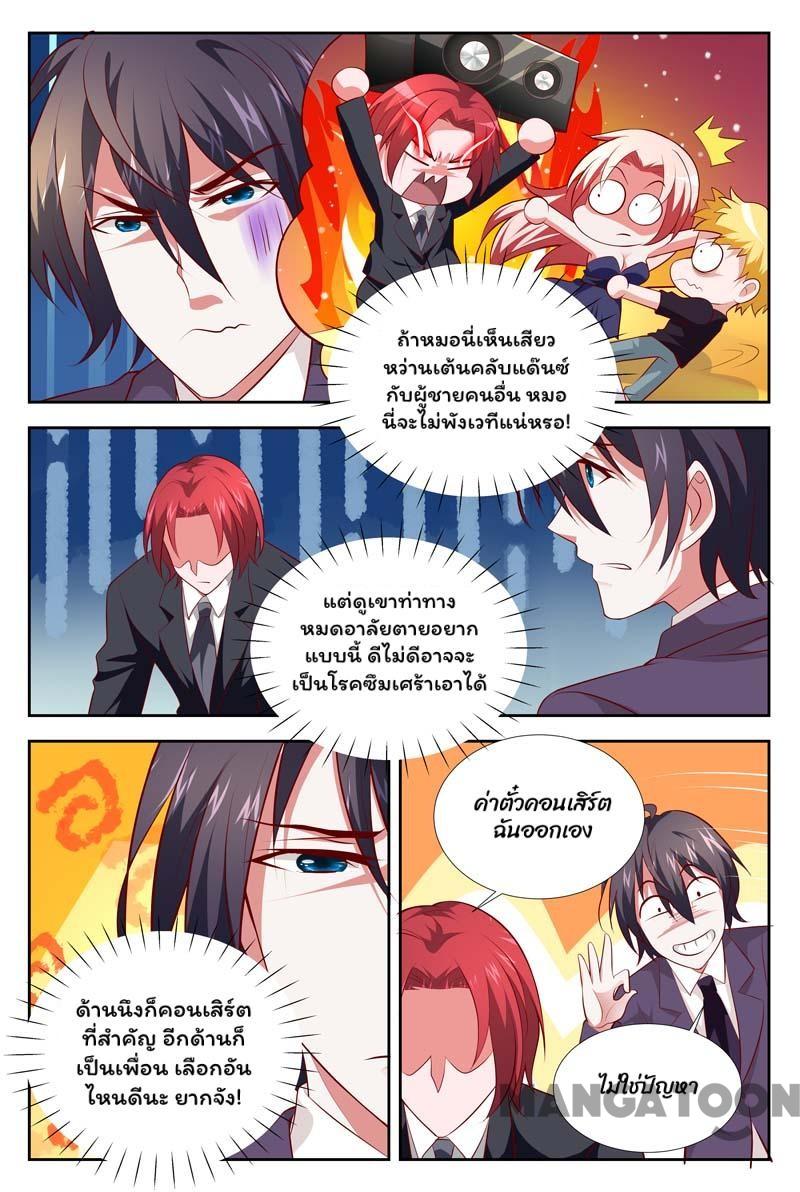 ถ้าหมอนี่เห็นเสียว
หว่านเต้นคลับแด๊นซ์
กับผู้ชายคนอื่น หมอ
นี่จะไม่พังเวทีแน่หรอ!
แต่ดูเขาท่าทาง
หมดอาลัยตายอยาก
แบบนี้ ดีไม่ดีอาจจะ
เป็นโรคซึมเศร้าเอาได้
ด้านนึงก็คอนเสิร์ต
ที่สำคัญ อีกด้านก็
เป็นเพื่อน เลือกอัน
ไหนดีนะ ยากจัง!
ค่าตั๋วคอนเสิร์ต
ฉันออกเอง
ไม่ใช่ปัญหา
MANGATOON